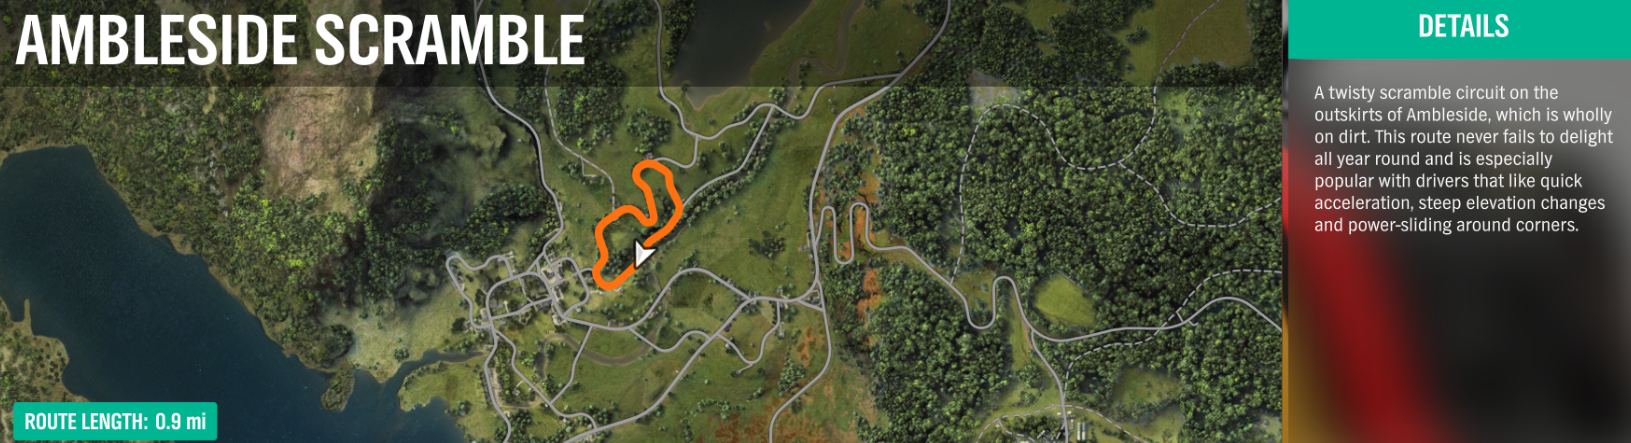 AMBLESIDE SCRAMBLE
DETAILS
A twisty scramble circuit on the
outskirts of Ambleside, which is wholly
on dirt. This route never fails to delight
all year round and is especially
popular with drivers that like quick
acceleration, steep elevation changes
and power-sliding around corners.
ROUTE LENGTH: 0.9 mi